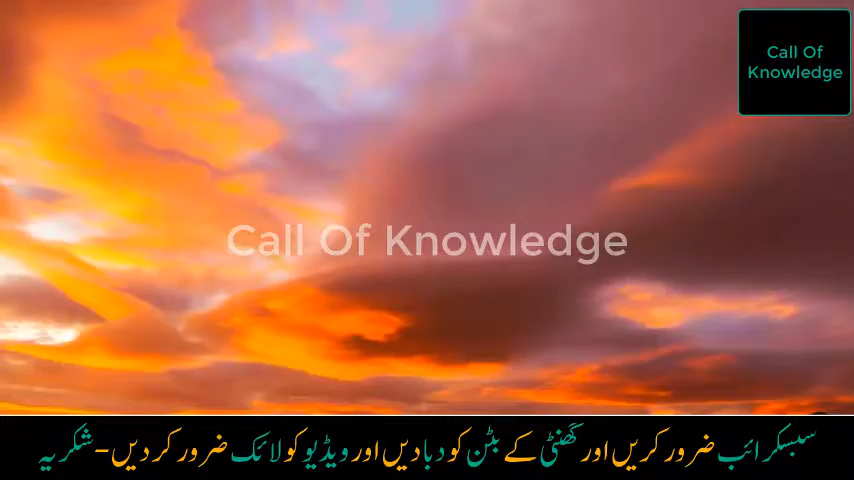 Call Of
Knowledge
Call Of Knowledge
سبسکرائب ضرور کریں اور گھنٹی کے بٹن کو دبا دیں اور ویڈیو کو لائک ضرور کر دیں - شکریہ